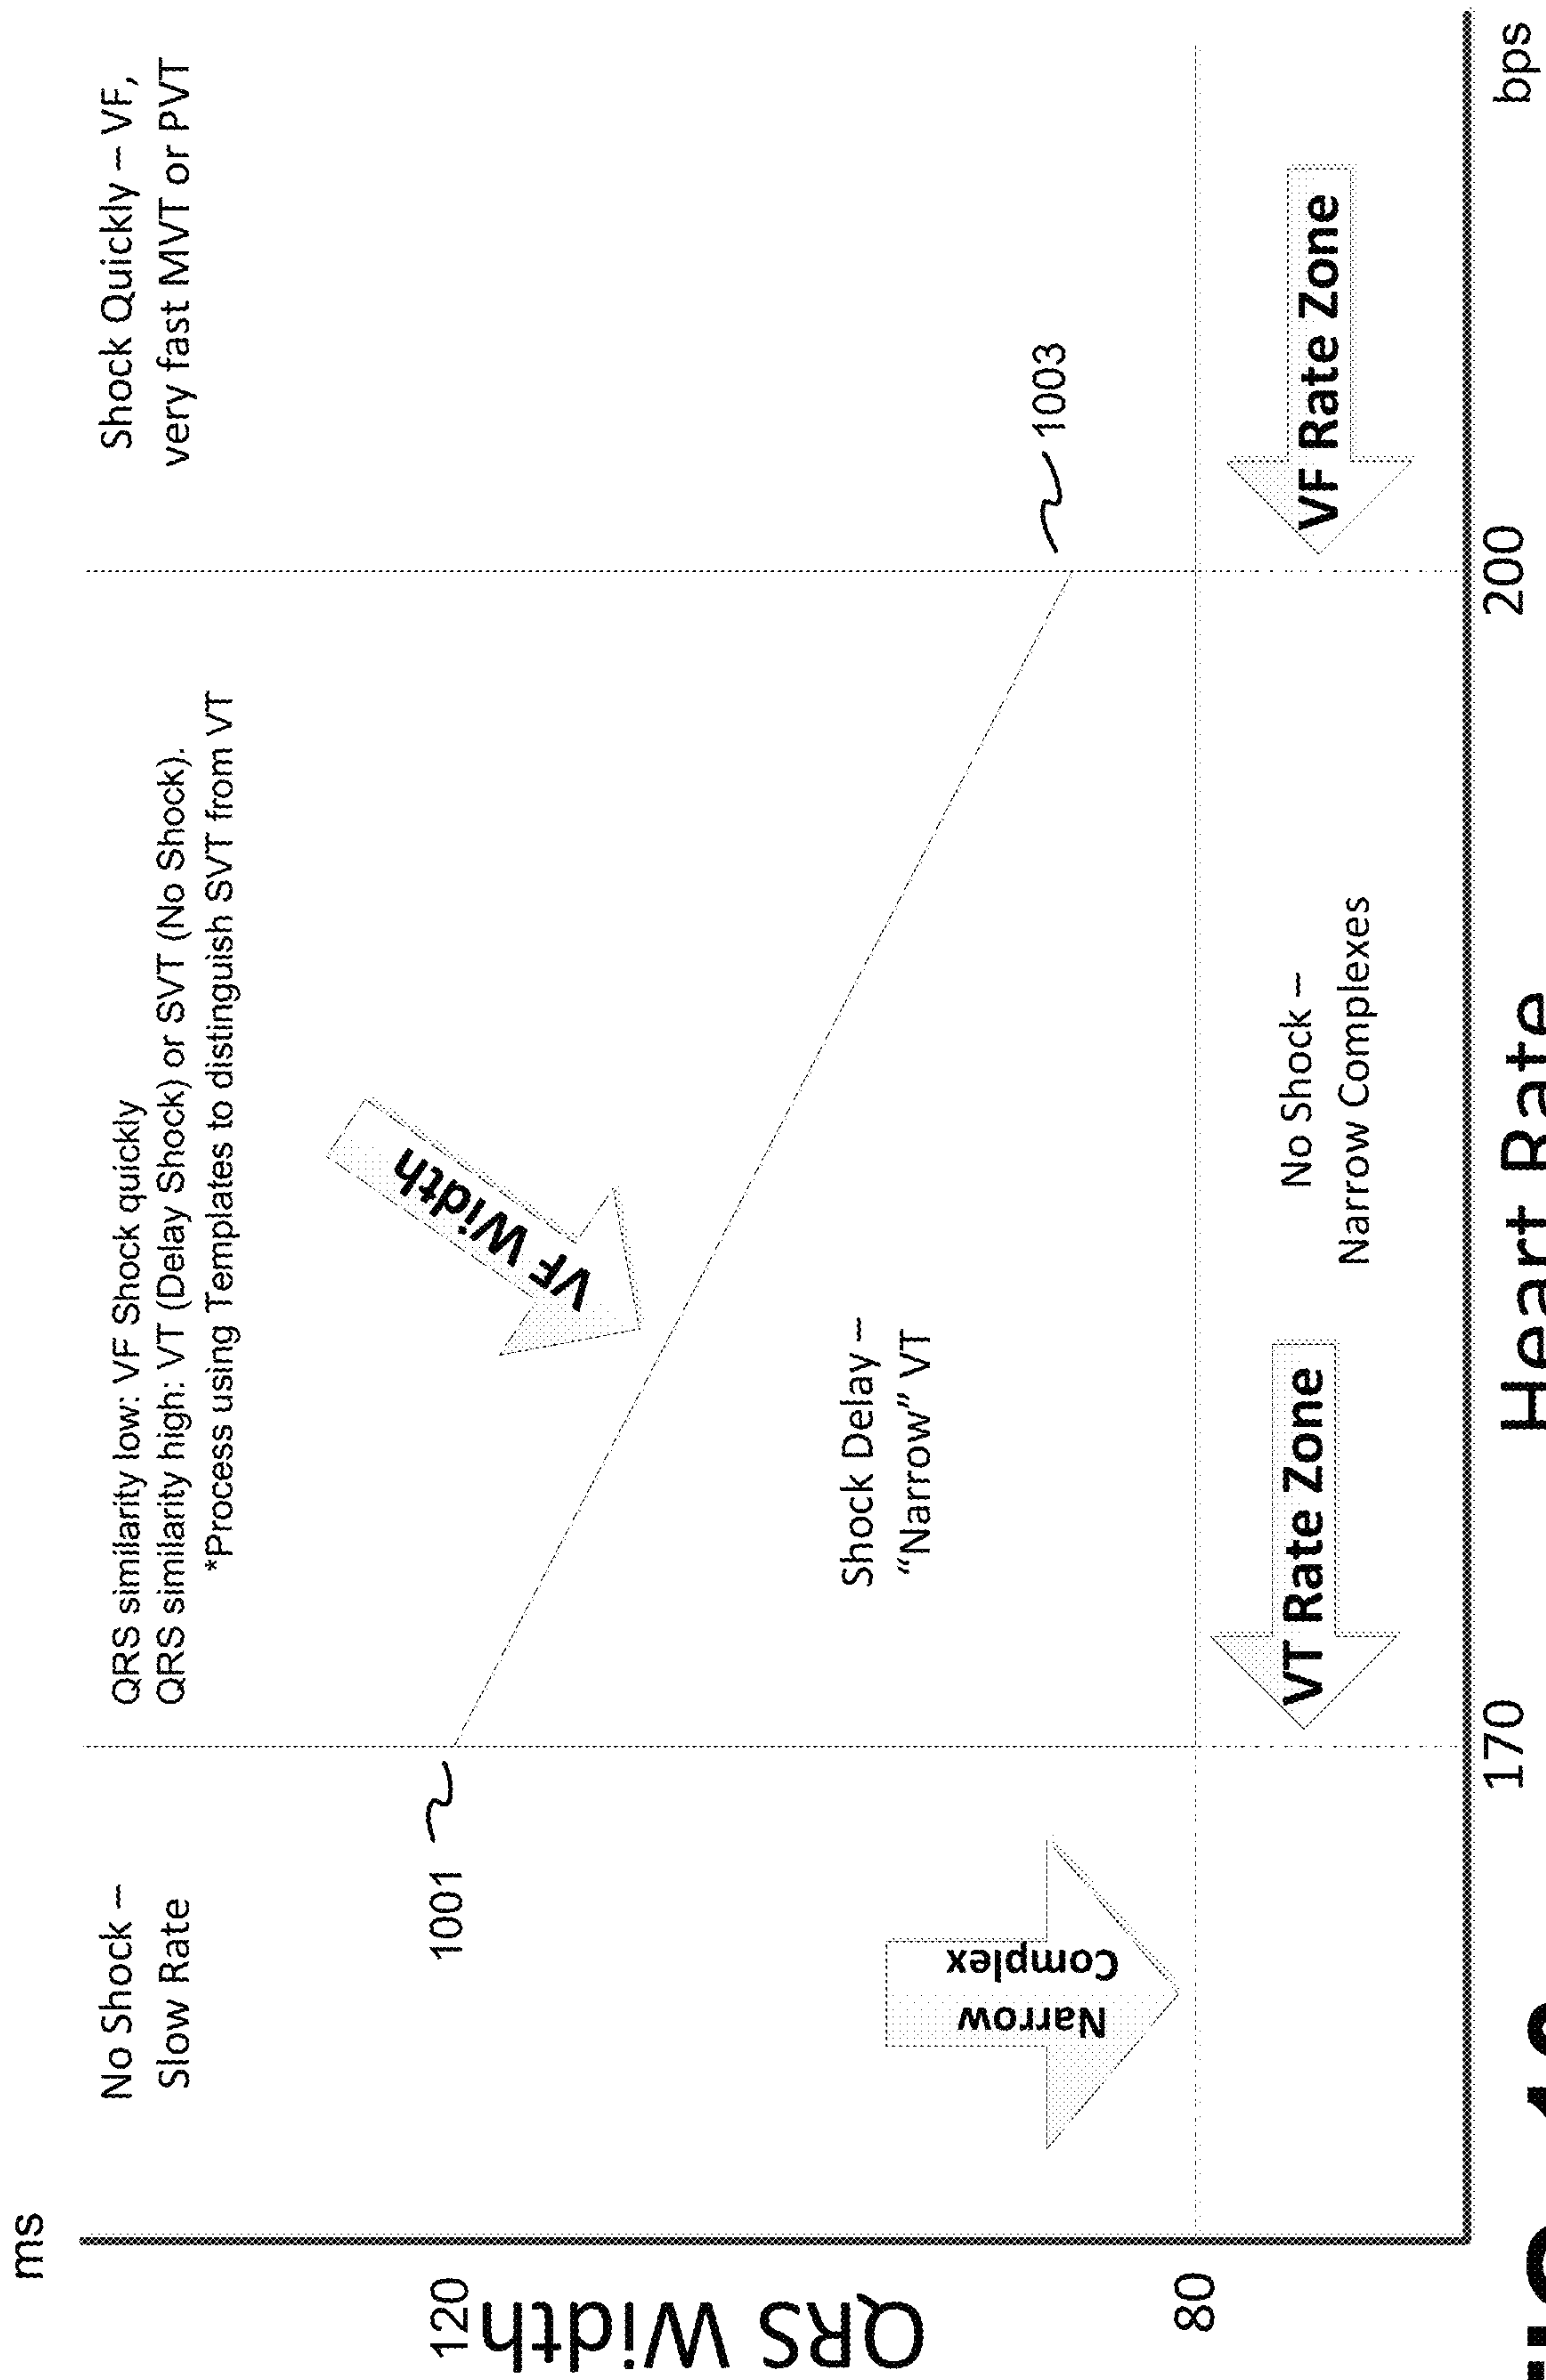 ms
No Shock –
Slow Rate
QRS similarity low: VF Shock quickly
QRS similarity high: VT (Delay Shock) or SVT (No Shock).
*Process using Templates to distinguish SVT from VT
Shock Quickly – VF,
very fast MVT or PVT
120
QRS Width
80
1001
VF Width
1003
Narrow
Complex
Shock Delay –
“Narrow” VT
VT Rate Zone
No Shock –
Narrow Complexes
VF Rate Zone
170
200
bps
Heart Rate